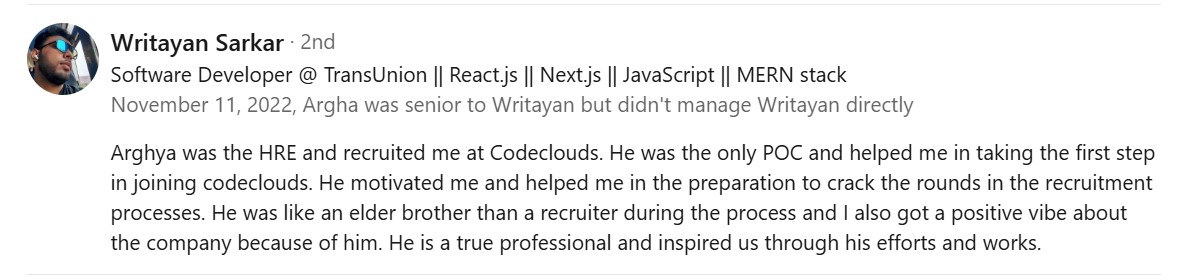 Writayan Sarkar · 2nd
Software Developer @ TransUnion || React.js || Next.js || JavaScript || MERN stack
November 11, 2022, Argha was senior to Writayan but didn't manage Writayan directly
Arghya was the HRE and recruited me at Codeclouds. He was the only POC and helped me in taking the first step
in joining codeclouds. He motivated me and helped me in the preparation to crack the rounds in the recruitment
processes. He was like an elder brother than a recruiter during the process and I also got a positive vibe about
the company because of him. He is a true professional and inspired us through his efforts and works.